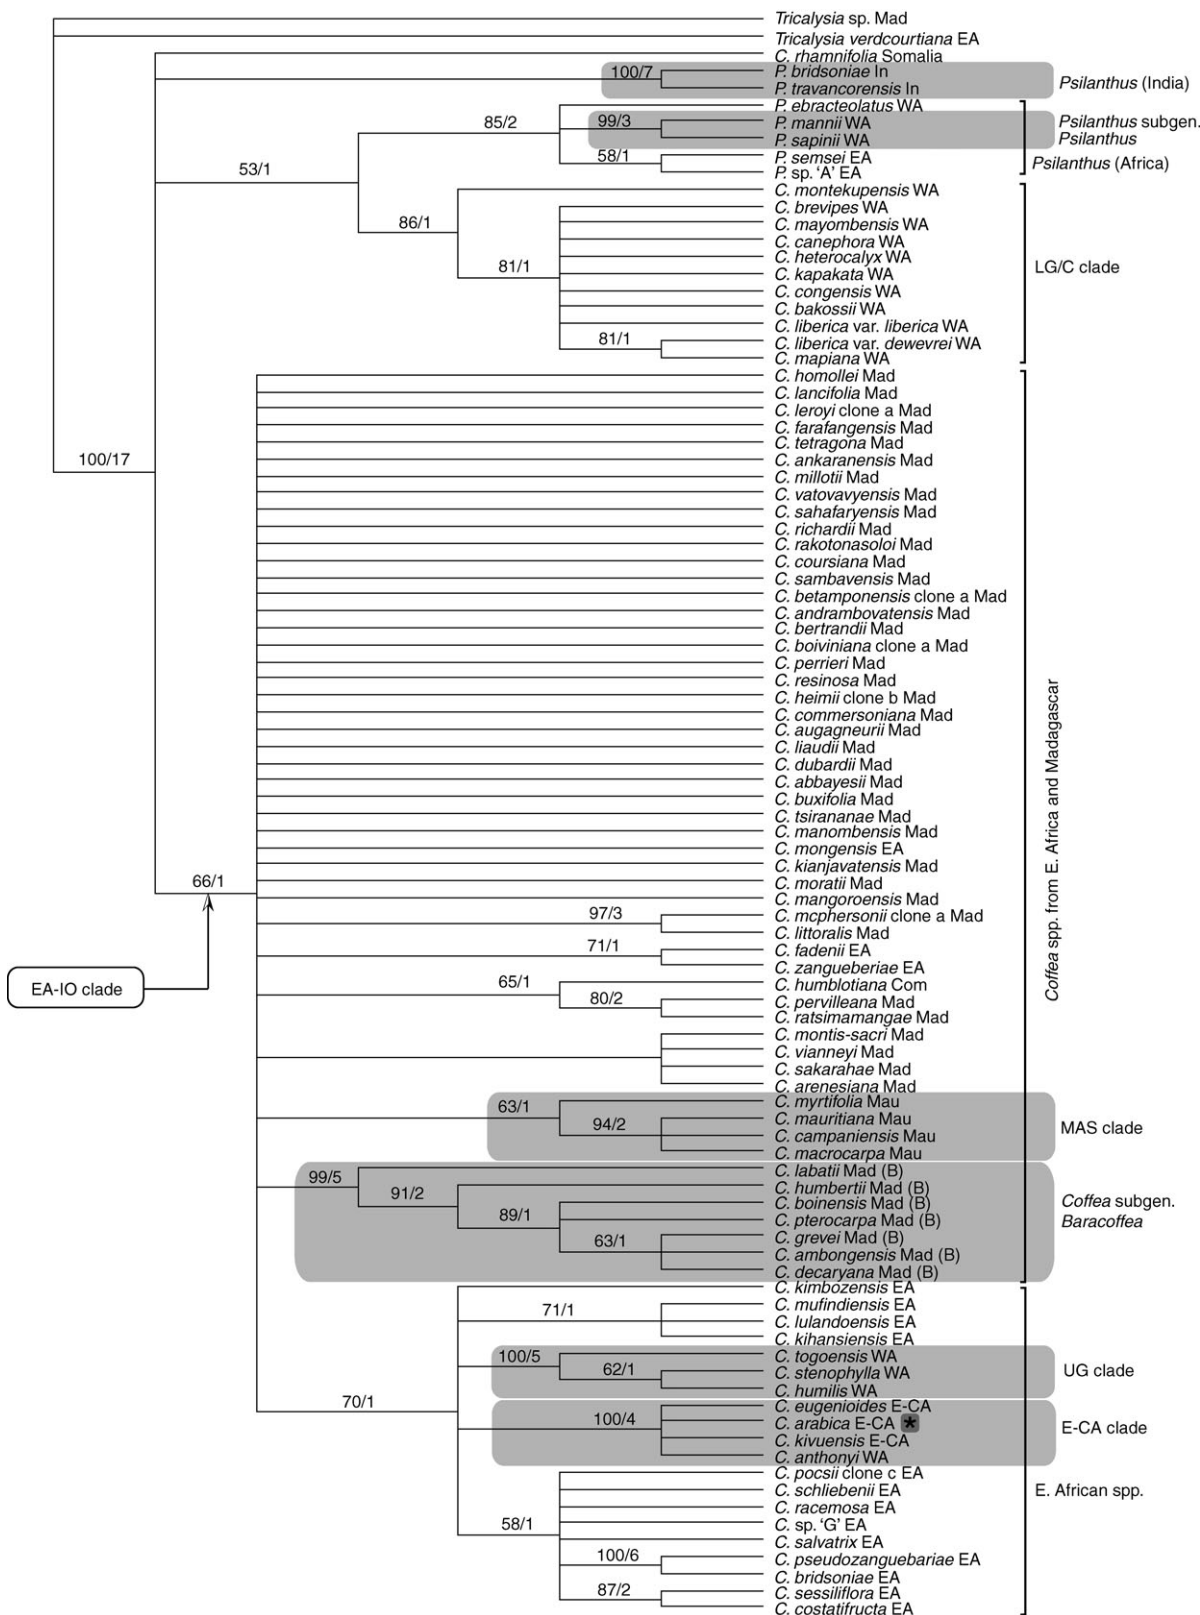 Tricalysia sp. Mad
Tricalysia verdcourtiana EA
C. rhamnifolia Somalia
100/7
P. bridsoniae In
P. travancorensis In
Psilanthus (India)
P. ebracteolatus WA
85/2
99/3
P. mannii WA
P. sapinii WA
Psilanthus subgen.
Psilanthus
58/1
P. semsei EA
P. sp. ‘A’ EA
Psilanthus (Africa)
53/1
C. montekupensis WA
86/1
C. brevipes WA
C. mayombensis WA
C. canephora WA
C. heterocalyx WA
81/1
C. kapakata WA
C. congensis WA
C. bakossii WA
C. liberica var. liberica WA
81/1
C. liberica var. dewevrei WA
C. mapiana WA
LG/C clade
C. homollei Mad
C. lancifolia Mad
C. leroyi clone a Mad
C. farafangensis Mad
C. tetragona Mad
100/17
C. ankaranensis Mad
C. millotii Mad
C. vatovavyensis Mad
C. sahafaryensis Mad
C. richardii Mad
C. rakotonasoloi Mad
C. coursiana Mad
C. sambavensis Mad
C. betamponensis clone a Mad
C. andrambovatensis Mad
C. bertrandii Mad
C. boiviniana clone a Mad
C. perrieri Mad
C. resinosa Mad
C. heimii clone b Mad
C. commersoniana Mad
C. augagneurii Mad
C. liaudii Mad
C. dubardii Mad
C. abbayesii Mad
C. buxifolia Mad
C. tsirananae Mad
C. manombensis Mad
C. mongensis EA
C. kianjavatensis Mad
66/1
C. moratii Mad
C. mangoroensis Mad
97/3
C. mcphersonii clone a Mad
C. littoralis Mad
71/1
C. fadenii EA
C. zangueberiae EA
EA-IO clade
65/1
C. humblotiana Com
80/2
C. pervilleana Mad
C. ratsimamangae Mad
C. montis-sacri Mad
C. vianneyi Mad
C. sakarahae Mad
C. arenesiana Mad
Coffea spp. from E. Africa and Madagascar
63/1
C. myrtifolia Mau
94/2
C. mauritiana Mau
C. campaniensis Mau
C. macrocarpa Mau
MAS clade
99/5
C. labatii Mad (B)
91/2
C. humbertii Mad (B)
89/1
C. boinensis Mad (B)
C. pterocarpa Mad (B)
63/1
C. grevei Mad (B)
C. ambongensis Mad (B)
C. decaryana Mad (B)
Coffea subgen.
Baracoffea
C. kimbozensis EA
71/1
C. mufindiensis EA
C. lulandoensis EA
C. kihansiensis EA
100/5
C. togoensis WA
62/1
C. stenophylla WA
C. humilis WA
UG clade
70/1
C. eugenioides E-CA
100/4
C. arabica E-CA *
C. kivuensis E-CA
C. anthonyi WA
E-CA clade
C. pocsii clone c EA
C. schliebenii EA
C. racemosa EA
58/1
C. sp. ‘G’ EA
C. salvatrix EA
100/6
C. pseudozanguebariae EA
C. bridsoniae EA
87/2
C. sessiliflora EA
C. costatifructa EA
E. African spp.